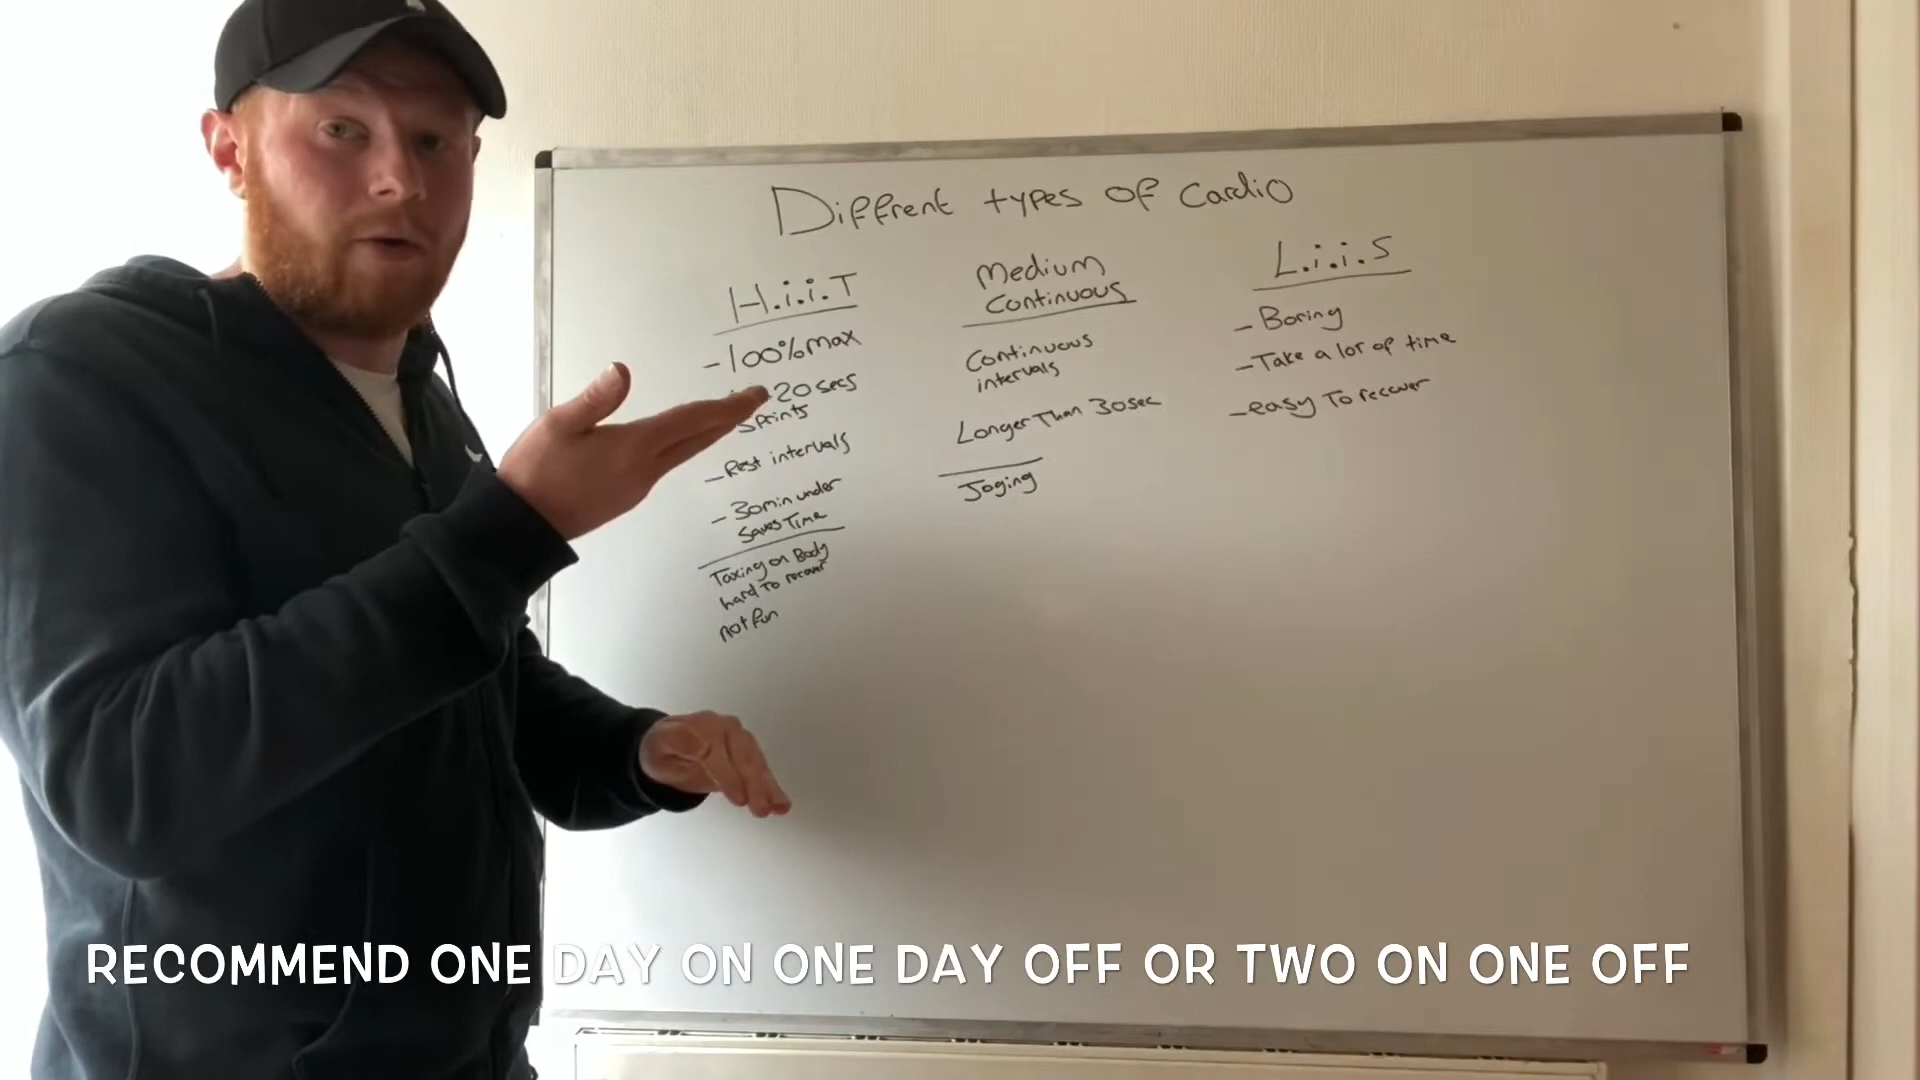 Diffrent types of cardio
H.i.i.T
-100% max
20 secs
Sprints
-Rest intervals
-30min under
saves Time
Taxing on Body
hard To recover
not fun
Medium
Continuous
Continuous
intervals
Longer Than 30sec
Joging
L.i.i.S
-Boring
-Take a lot of time
-easy To recover
RECOMMEND ONE DAY ON ONE DAY OFF OR TWO ON ONE OFF